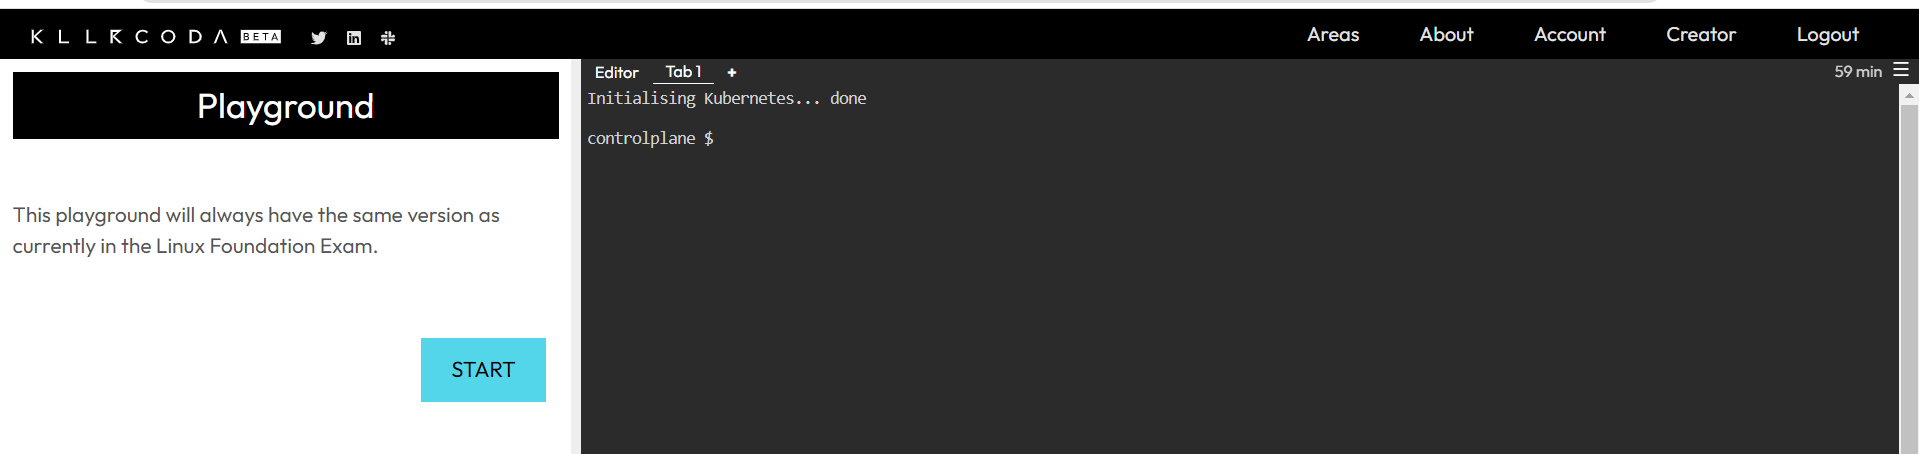 KILLERCODA BETA
Areas About Account Creator Logout
Playground
This playground will always have the same version as
currently in the Linux Foundation Exam.
START
Editor Tab 1 +
59 min
Initialising Kubernetes... done
controlplane $